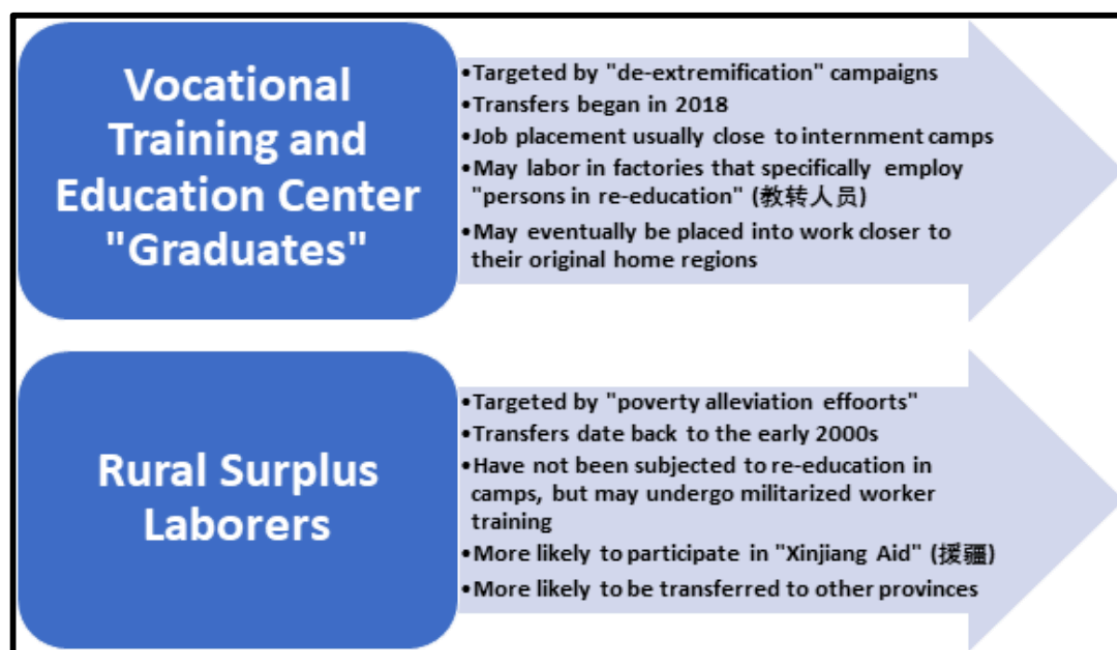 Vocational
Training and
Education Center
"Graduates"
•Targeted by "de-extremification" campaigns
•Transfers began in 2018
•Job placement usually close to internment camps
•May labor in factories that specifically employ
"persons in re-education" (教转人员)
•May eventually be placed into work closer to
their original home regions
Rural Surplus
Laborers
•Targeted by "poverty alleviation effoorts"
•Transfers date back to the early 2000s
•Have not been subjected to re-education in
camps, but may undergo militarized worker
training
•More likely to participate in "Xinjiang Aid" (援疆)
•More likely to be transferred to other provinces